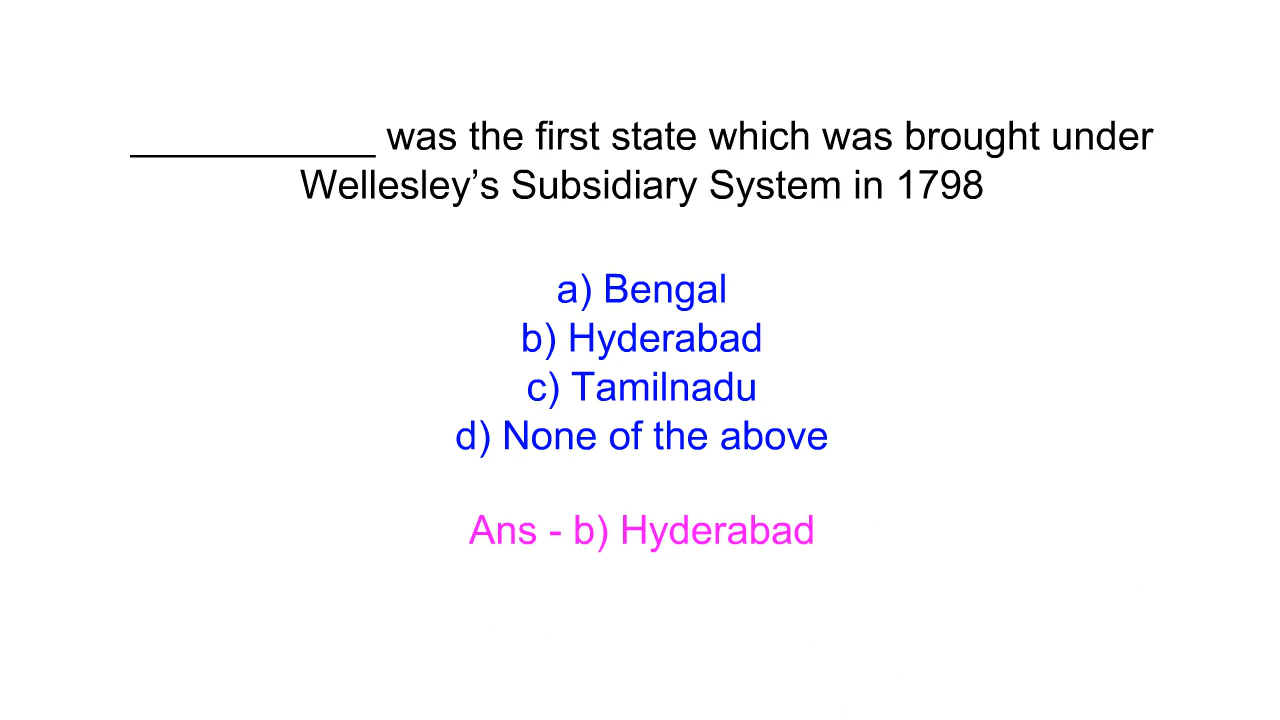 ___________ was the first state which was brought under
Wellesley’s Subsidiary System in 1798
a) Bengal
b) Hyderabad
c) Tamilnadu
d) None of the above
Ans - b) Hyderabad